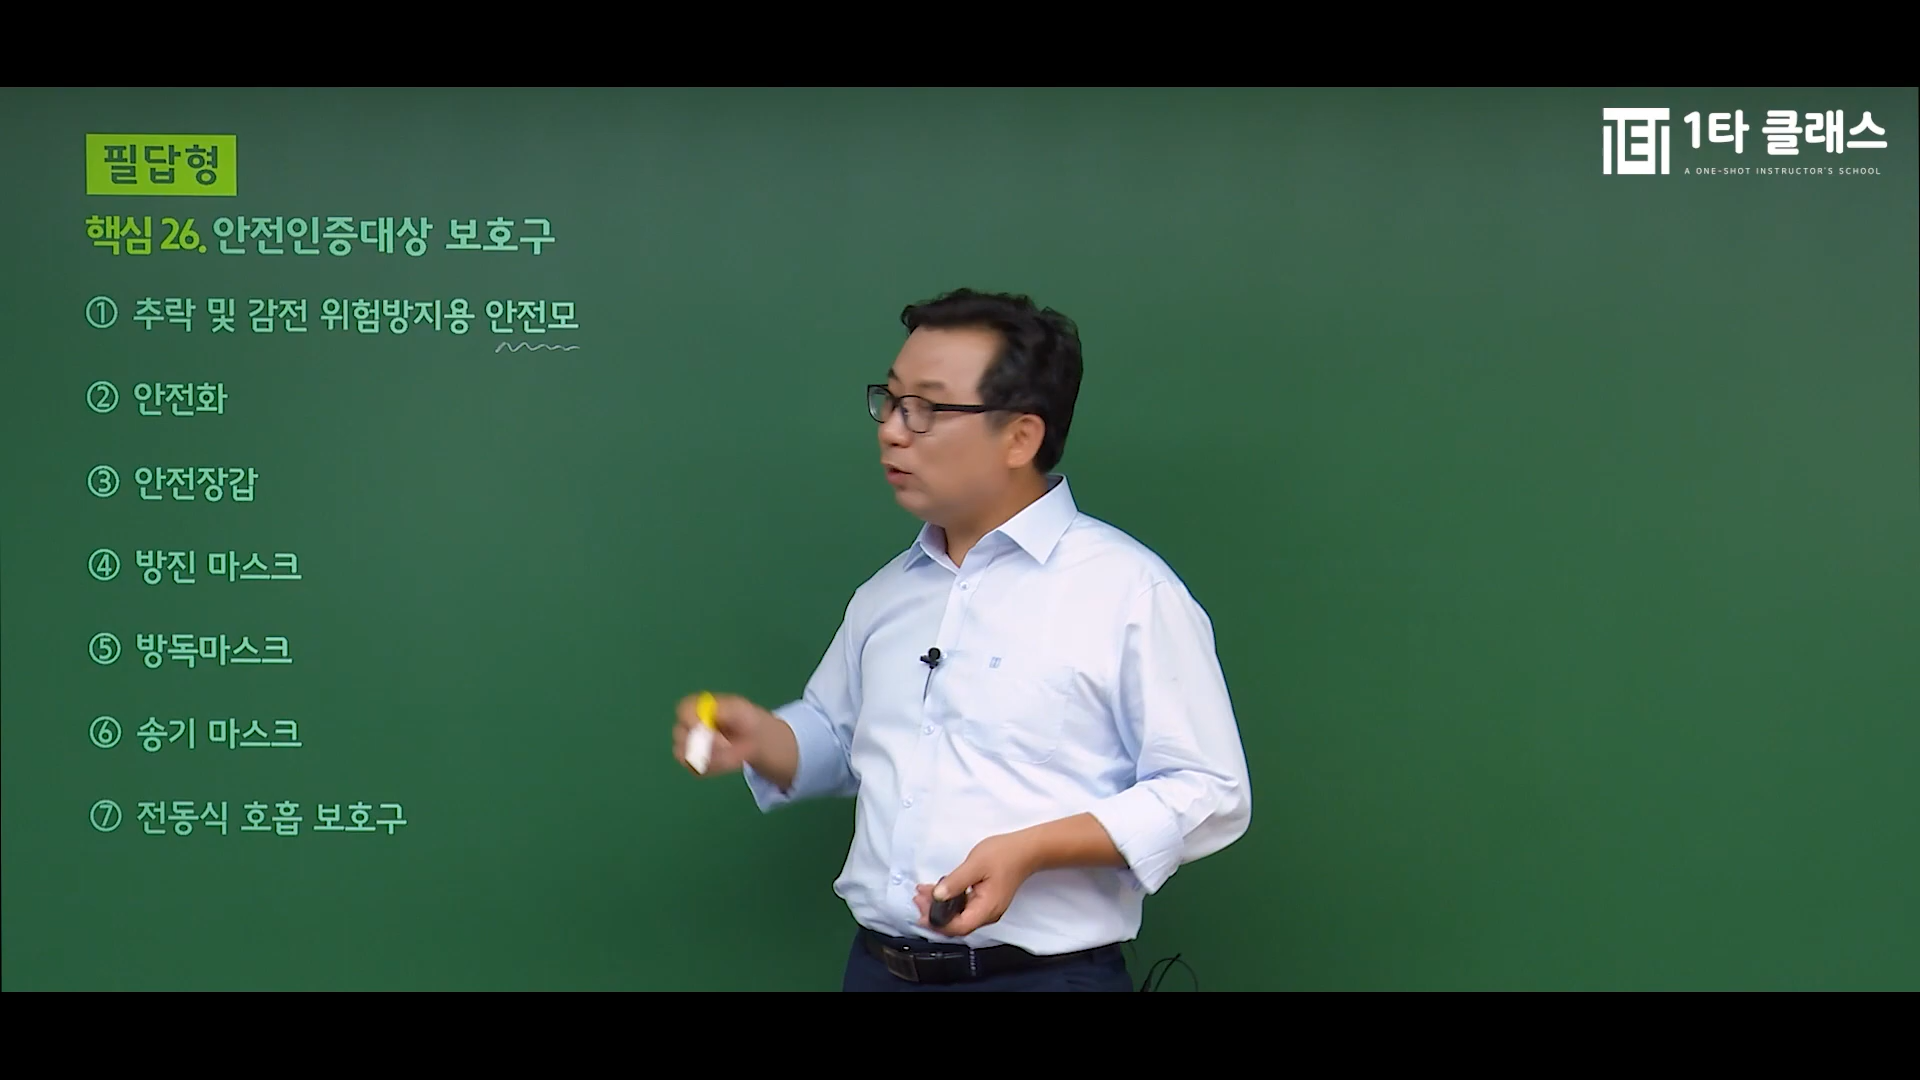 1타 클래스
A ONE-SHOT INSTRUCTOR'S SCHOOL
필답형
핵심 26. 안전인증대상 보호구
① 추락 및 감전 위험방지용 안전모
② 안전화
③ 안전장갑
④ 방진 마스크
⑤ 방독마스크
⑥ 송기 마스크
⑦ 전동식 호흡 보호구